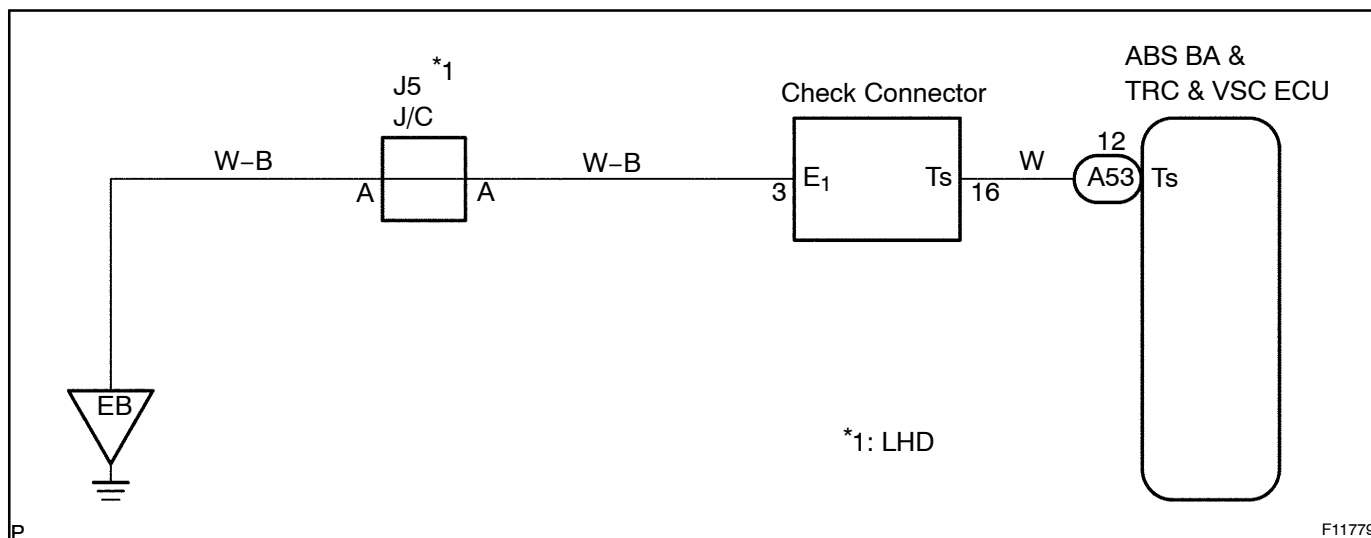 ABS BA &
TRC & VSC ECU
J5 *1
J/C
Check Connector
W–B
A
A
W–B
3
E1
Ts
16
W
12
A53
Ts
EB
*1: LHD
P
F11779